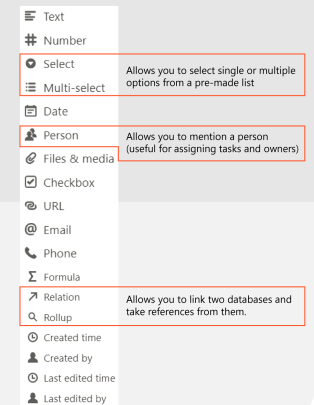 Text
Number
Select
Multi-select
Allows you to select single or multiple
options from a pre-made list
Date
Person
Allows you to mention a person
(useful for assigning tasks and owners)
Files & media
Checkbox
URL
Email
Phone
Formula
Relation
Rollup
Allows you to link two databases and
take references from them.
Created time
Created by
Last edited time
Last edited by